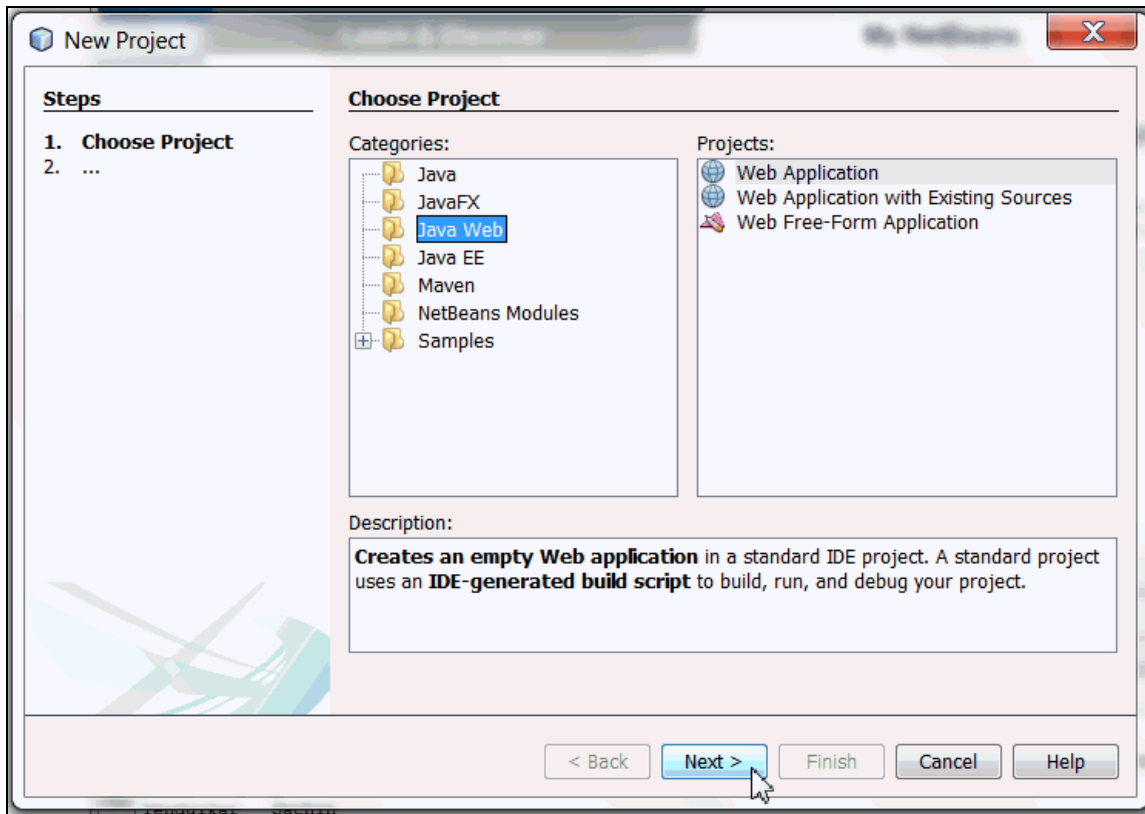 New Project
My NetBeans
X
Steps
1. Choose Project
2. ...
Choose Project
Categories:
Java
JavaFX
Java Web
Java EE
Maven
NetBeans Modules
Samples
Projects:
Web Application
Web Application with Existing Sources
Web Free-Form Application
Description:
Creates an empty Web application in a standard IDE project. A standard project
uses an IDE-generated build script to build, run, and debug your project.
< Back
Next >
Finish
Cancel
Help